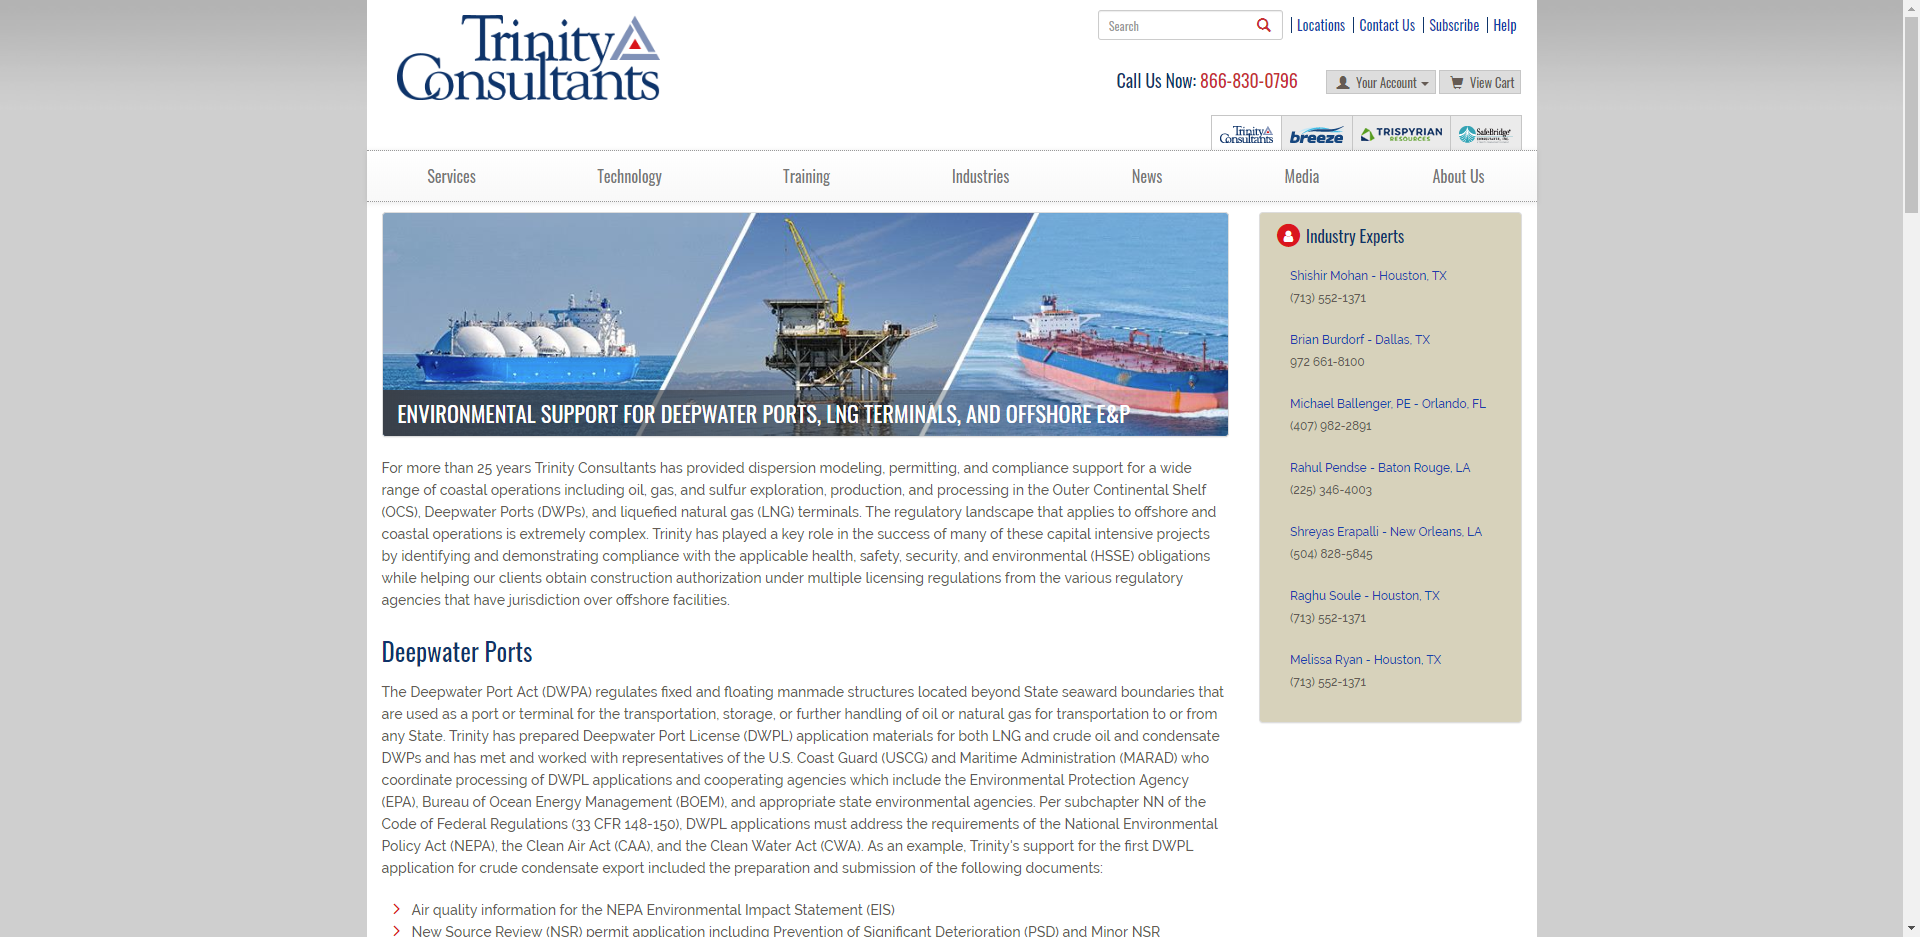 Trinity
Consultants
Search
Locations
Contact Us
Subscribe
Help
Call Us Now: 866-830-0796
Your Account
View Cart
Trinity
Consultants
breeze
TRISPYRIAN
RESOURCES
SafeBridge
Services
Technology
Training
Industries
News
Media
About Us
ENVIRONMENTAL SUPPORT FOR DEEPWATER PORTS, LNG TERMINALS, AND OFFSHORE E&P
For more than 25 years Trinity Consultants has provided dispersion modeling, permitting, and compliance support for a wide
range of coastal operations including oil, gas, and sulfur exploration, production, and processing in the Outer Continental Shelf
(OCS), Deepwater Ports (DWPs), and liquefied natural gas (LNG) terminals. The regulatory landscape that applies to offshore and
coastal operations is extremely complex. Trinity has played a key role in the success of many of these capital intensive projects
by identifying and demonstrating compliance with the applicable health, safety, security, and environmental (HSSE) obligations
while helping our clients obtain construction authorization under multiple licensing regulations from the various regulatory
agencies that have jurisdiction over offshore facilities.
Deepwater Ports
The Deepwater Port Act (DWPA) regulates fixed and floating manmade structures located beyond State seaward boundaries that
are used as a port or terminal for the transportation, storage, or further handling of oil or natural gas for transportation to or from
any State. Trinity has prepared Deepwater Port License (DWPL) application materials for both LNG and crude oil and condensate
DWPs and has met and worked with representatives of the U.S. Coast Guard (USCG) and Maritime Administration (MARAD) who
coordinate processing of DWPL applications and cooperating agencies which include the Environmental Protection Agency
(EPA), Bureau of Ocean Energy Management (BOEM), and appropriate state environmental agencies. Per subchapter NN of the
Code of Federal Regulations (33 CFR 148-150), DWPL applications must address the requirements of the National Environmental
Policy Act (NEPA), the Clean Air Act (CAA), and the Clean Water Act (CWA). As an example, Trinity's support for the first DWPL
application for crude condensate export included the preparation and submission of the following documents:
Air quality information for the NEPA Environmental Impact Statement (EIS)
New Source Review (NSR) permit application including Prevention of Significant Deterioration (PSD) and Minor NSR
Industry Experts
Shishir Mohan - Houston, TX
(713) 552-1371
Brian Burdorf - Dallas, TX
972 661-8100
Michael Ballenger, PE - Orlando, FL
(407) 982-2891
Rahul Pendse - Baton Rouge, LA
(225) 346-4003
Shreyas Erapalli - New Orleans, LA
(504) 828-5845
Raghu Soule - Houston, TX
(713) 552-1371
Melissa Ryan - Houston, TX
(713) 552-1371